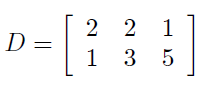 D = [ 2 2 1
1 3 5 ]